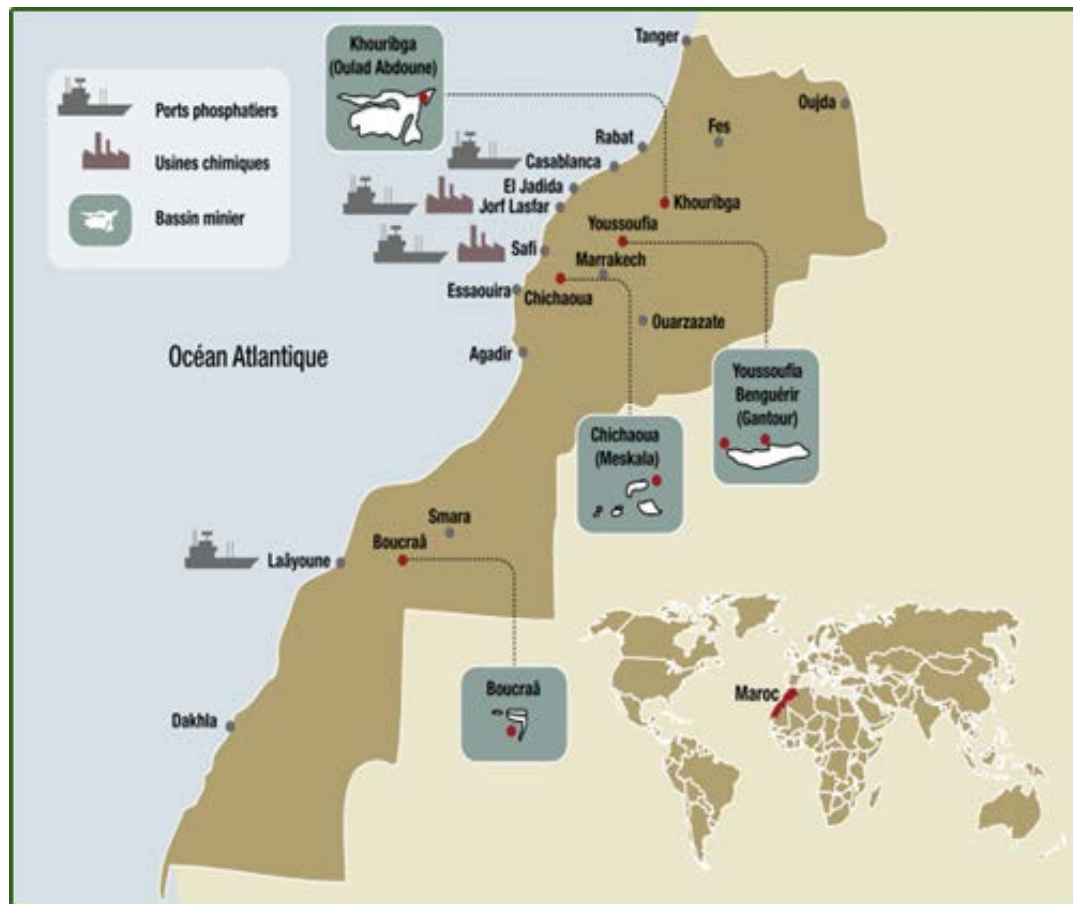 Khouribga
(Oulad Abdoune)
Ports phosphatiers
Usines chimiques
Bassin minier
Tanger
Oujda
Fes
Rabat
Casablanca
El Jadida
Jorf Lasfar
Khouribga
Youssoufia
Safi
Marrakech
Essaouira
Chichaoua
Ouarzazate
Océan Atlantique
Agadir
Youssoufia
Benguérir
(Gantour)
Chichaoua
(Meskala)
Smara
Boucraâ
Laâyoune
Boucraâ
Maroc
Dakhla